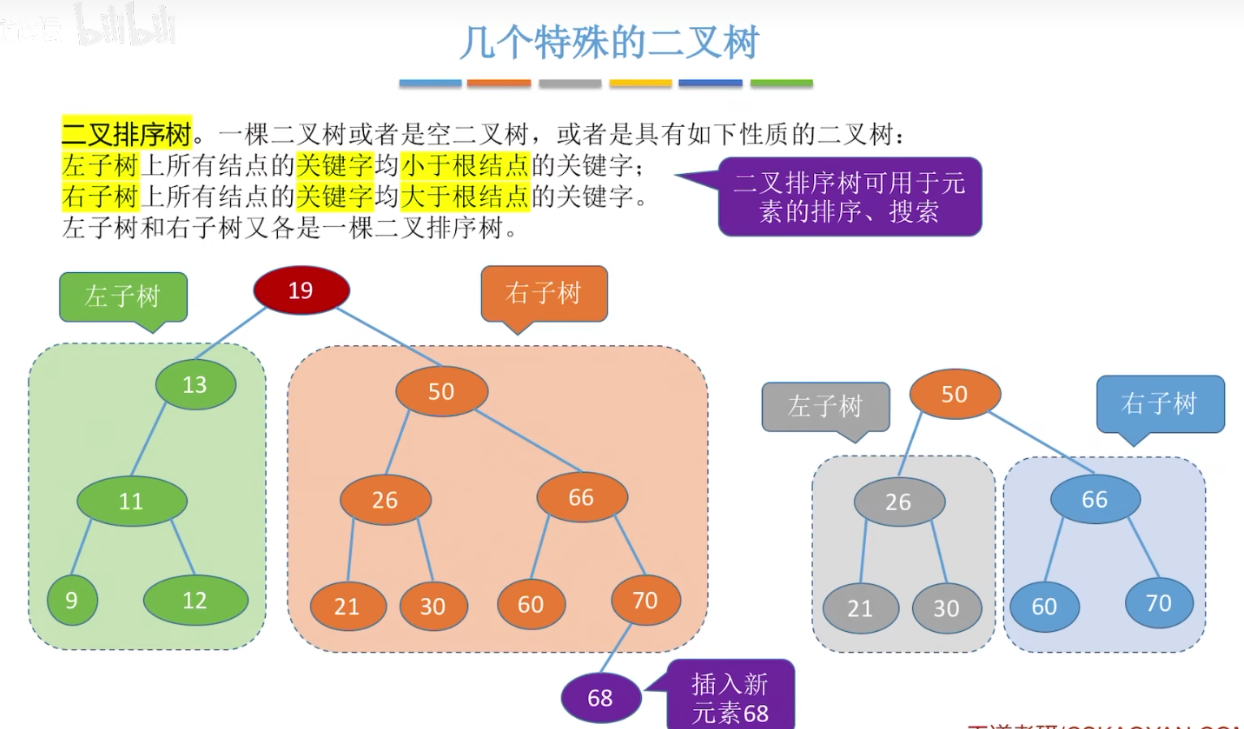 bilibili
几个特殊的二叉树
二叉排序树。一棵二叉树或者是空二叉树，或者是具有如下性质的二叉树：
左子树上所有结点的关键字均小于根结点的关键字；
右子树上所有结点的关键字均大于根结点的关键字。
左子树和右子树又各是一棵二叉排序树。
二叉排序树可用于元
素的排序、搜索
左子树
19
右子树
13
50
11
26
66
9
12
21
30
60
70
68
插入新
元素68
左子树
50
右子树
26
66
21
30
60
70